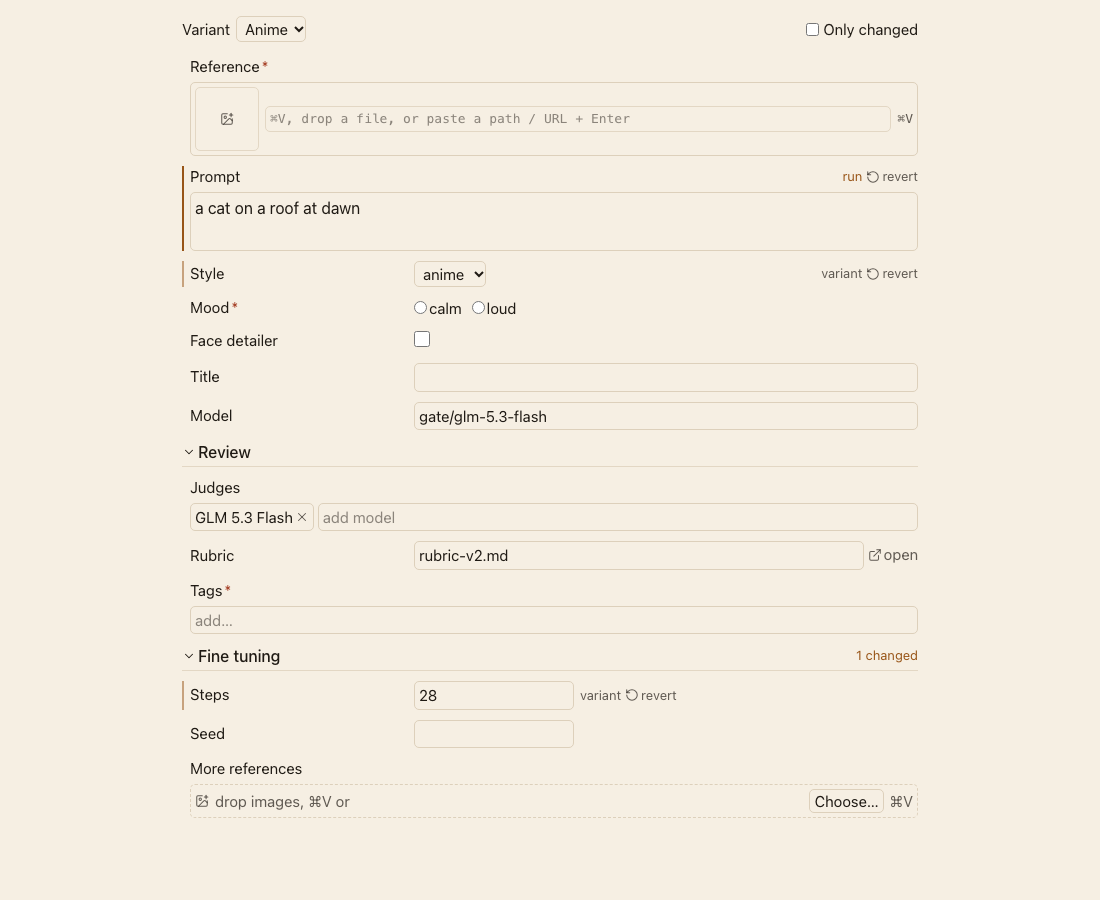 Variant Anime Only changed
Reference*
⌘V, drop a file, or paste a path / URL + Enter ⌘V
Prompt run revert
a cat on a roof at dawn
Style anime variant revert
Mood* calm loud
Face detailer
Title
Model gate/glm-5.3-flash
Review
Judges
GLM 5.3 Flash × add model
Rubric rubric-v2.md open
Tags*
add...
Fine tuning 1 changed
Steps 28 variant revert
Seed
More references
drop images, ⌘V or Choose... ⌘V